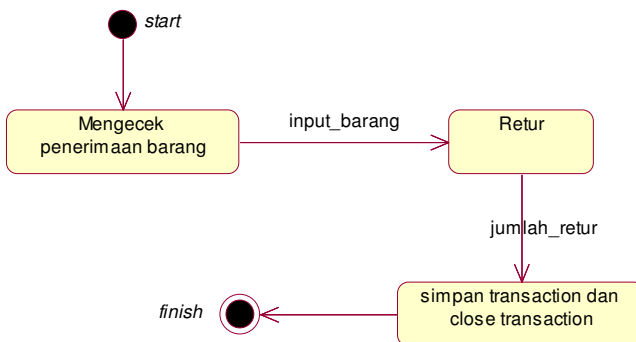 start
Mengecek
penerimaan barang
input_barang
Retur
jumlah_retur
simpan transaction dan
close transaction
finish